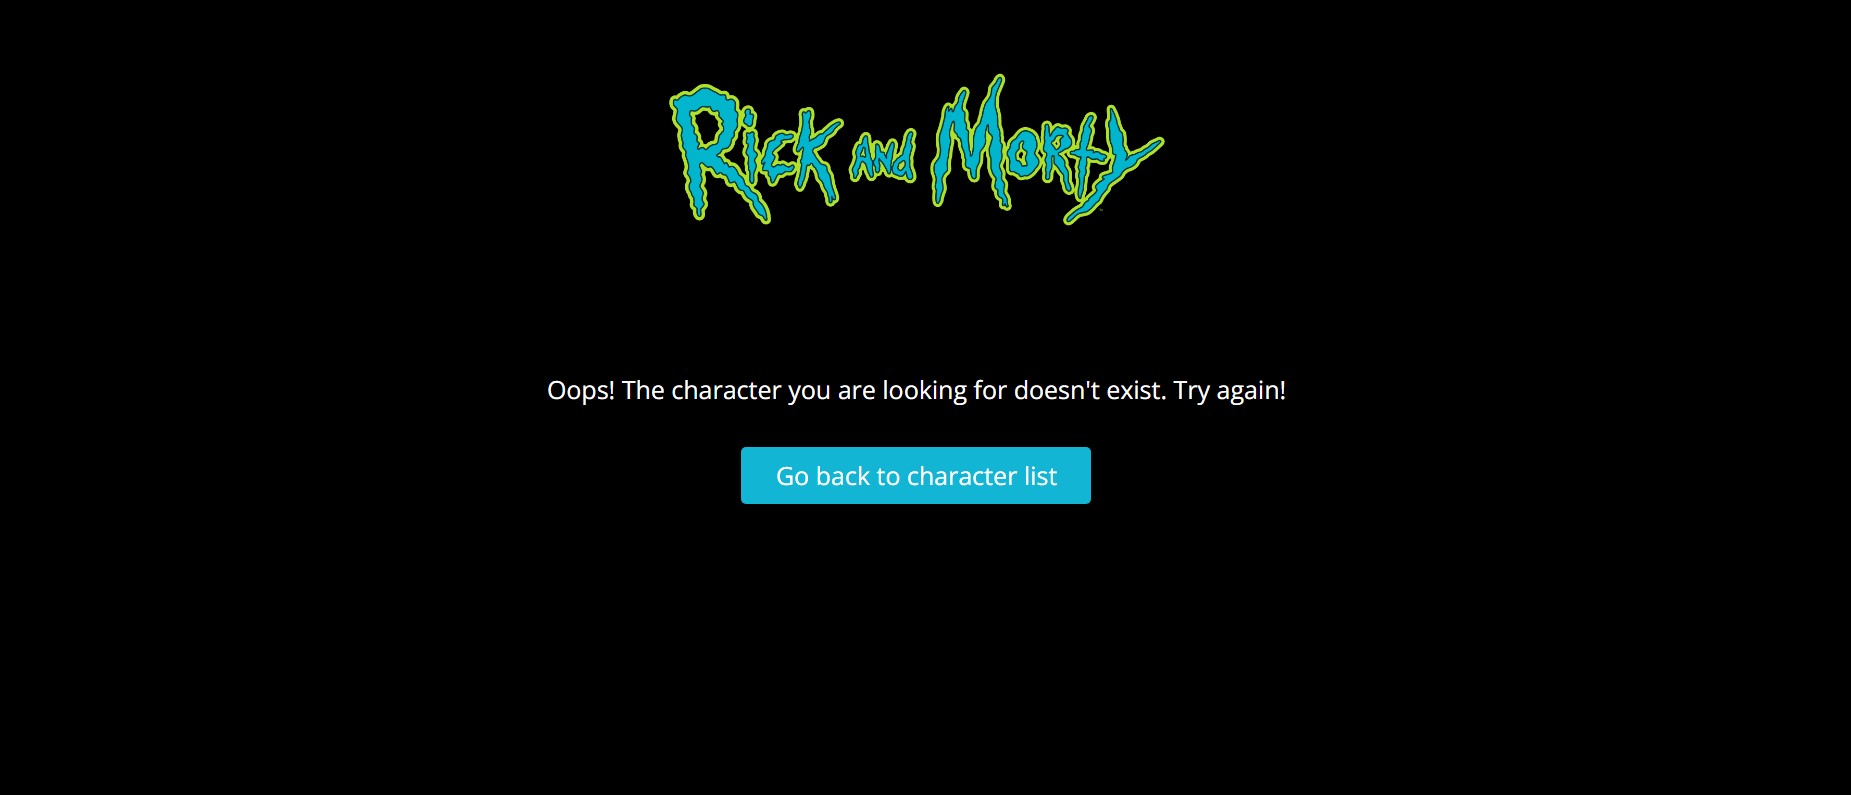 Rick and Morty
Oops! The character you are looking for doesn't exist. Try again!
Go back to character list